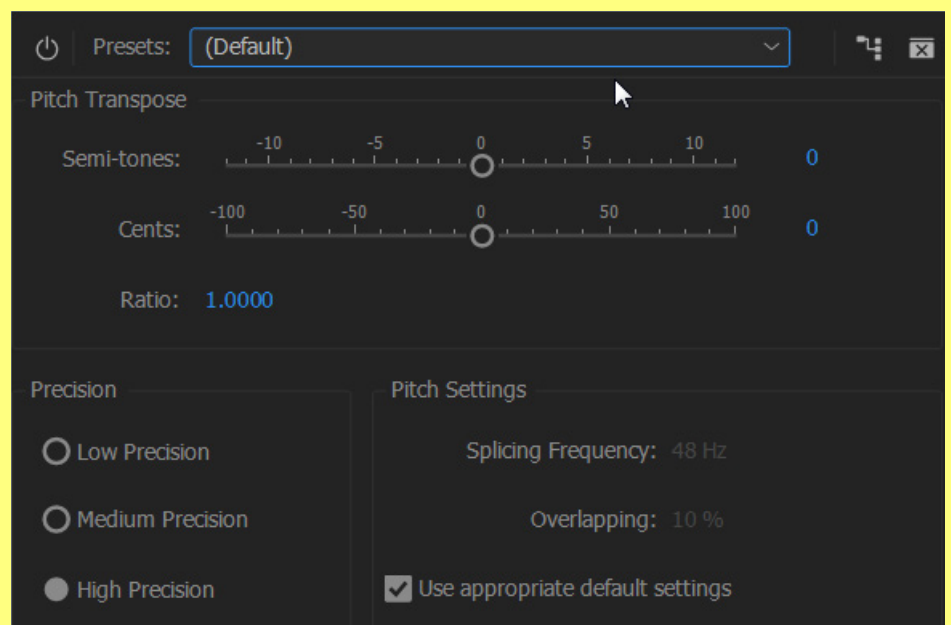 Presets: (Default)
Pitch Transpose
-10 -5 0 5 10
Semi-tones: 0
-100 -50 0 50 100
Cents: 0
Ratio: 1.0000
Precision
Pitch Settings
Low Precision
Splicing Frequency: 48 Hz
Medium Precision
Overlapping: 10 %
High Precision
Use appropriate default settings